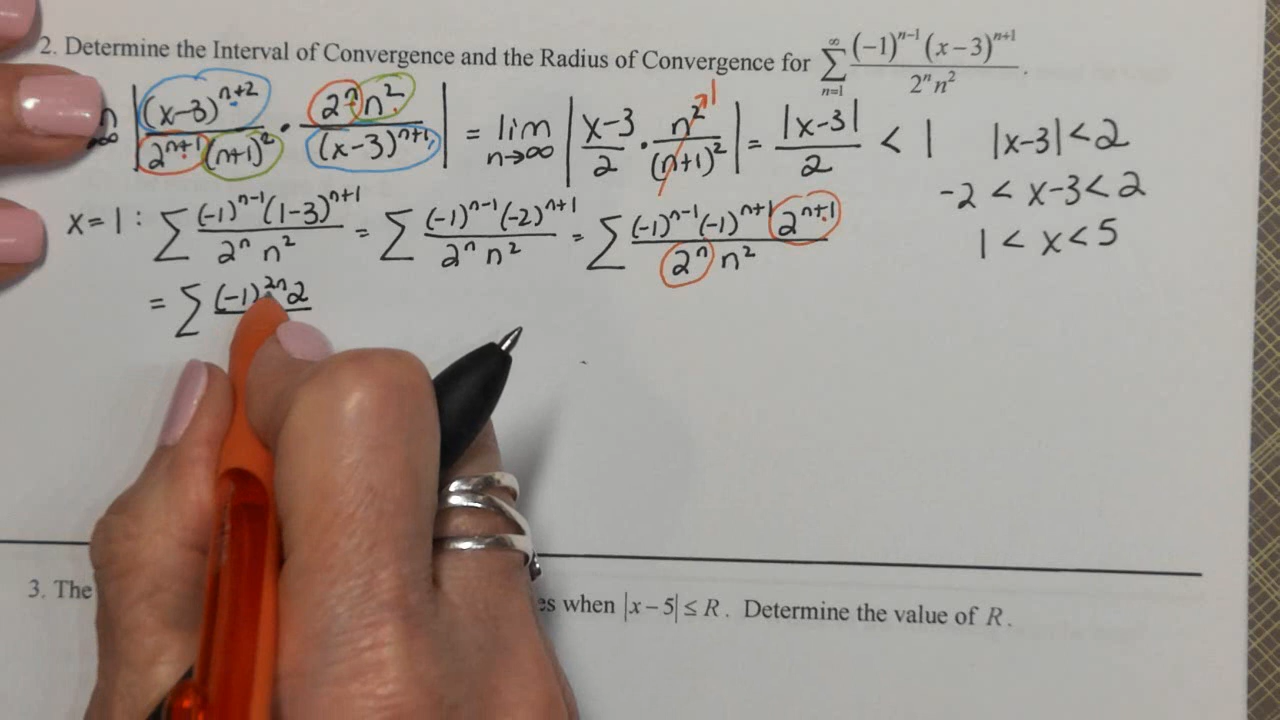 2. Determine the Interval of Convergence and the Radius of Convergence for ∑_{n=1}^{∞} (-1)^{n-1}(x-3)^{n+1} / 2^n n^2.
n→∞ |(x-3)^{n+2} / 2^{n+1}(n+1)^2 · 2^n n^2 / (x-3)^{n+1}| = lim_{n→∞} |x-3 / 2 · n^2 / (n+1)^2| →1 = |x-3| / 2 < 1 |x-3| < 2
-2 < x-3 < 2
x=1: ∑ (-1)^{n-1}(1-3)^{n+1} / 2^n n^2 = ∑ (-1)^{n-1}(-2)^{n+1} / 2^n n^2 = ∑ (-1)^{n-1}(-1)^{n+1} 2^{n+1} / 2^n n^2 1 < x < 5
= ∑ (-1)^{2n} 2
3. The
es when |x-5| ≤ R. Determine the value of R.